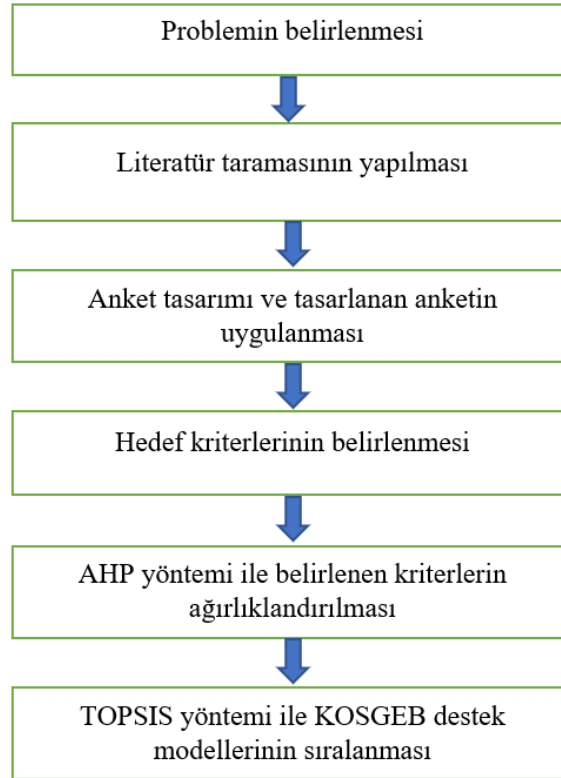 Problemin belirlenmesi
Literatür taramasının yapılması
Anket tasarımı ve tasarlanan anketin
uygulanması
Hedef kriterlerinin belirlenmesi
AHP yöntemi ile belirlenen kriterlerin
ağırlıklandırılması
TOPSIS yöntemi ile KOSGEB destek
modellerinin sıralanması